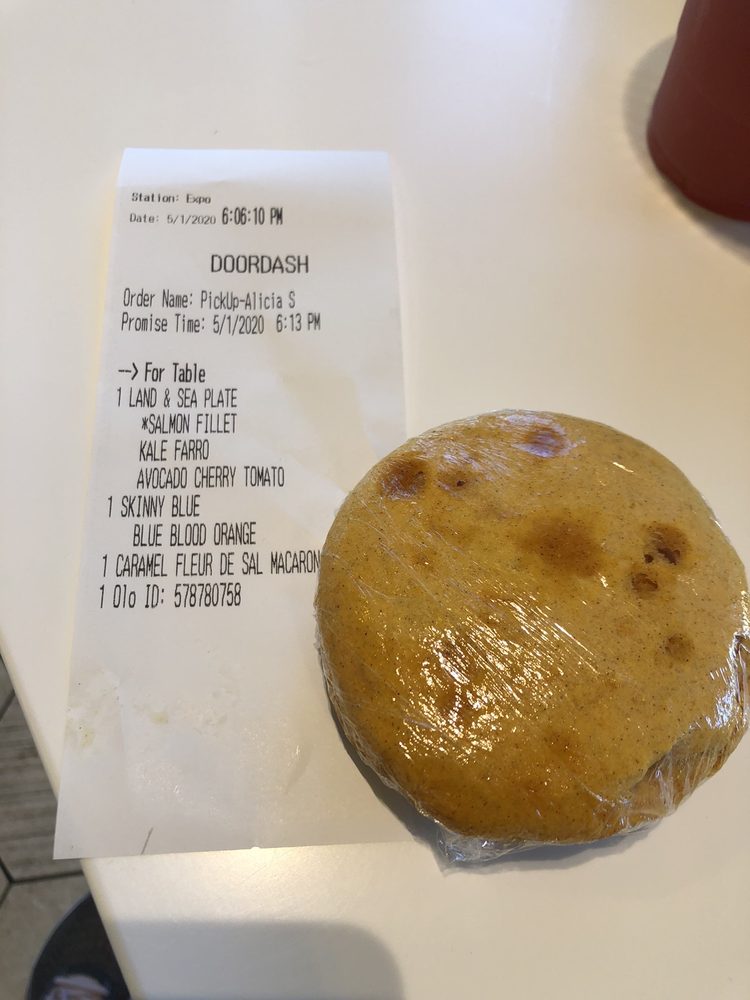 Station: Expo
Date: 5/1/2020 6:06:10 PM
DOORDASH
Order Name: PickUp-Alicia S
Promise Time: 5/1/2020 6:13 PM
--> For Table
1 LAND & SEA PLATE
*SALMON FILLET
KALE FARRO
AVOCADO CHERRY TOMATO
1 SKINNY BLUE
BLUE BLOOD ORANGE
1 CARAMEL FLEUR DE SAL MACARON
1 Olo ID: 578780758